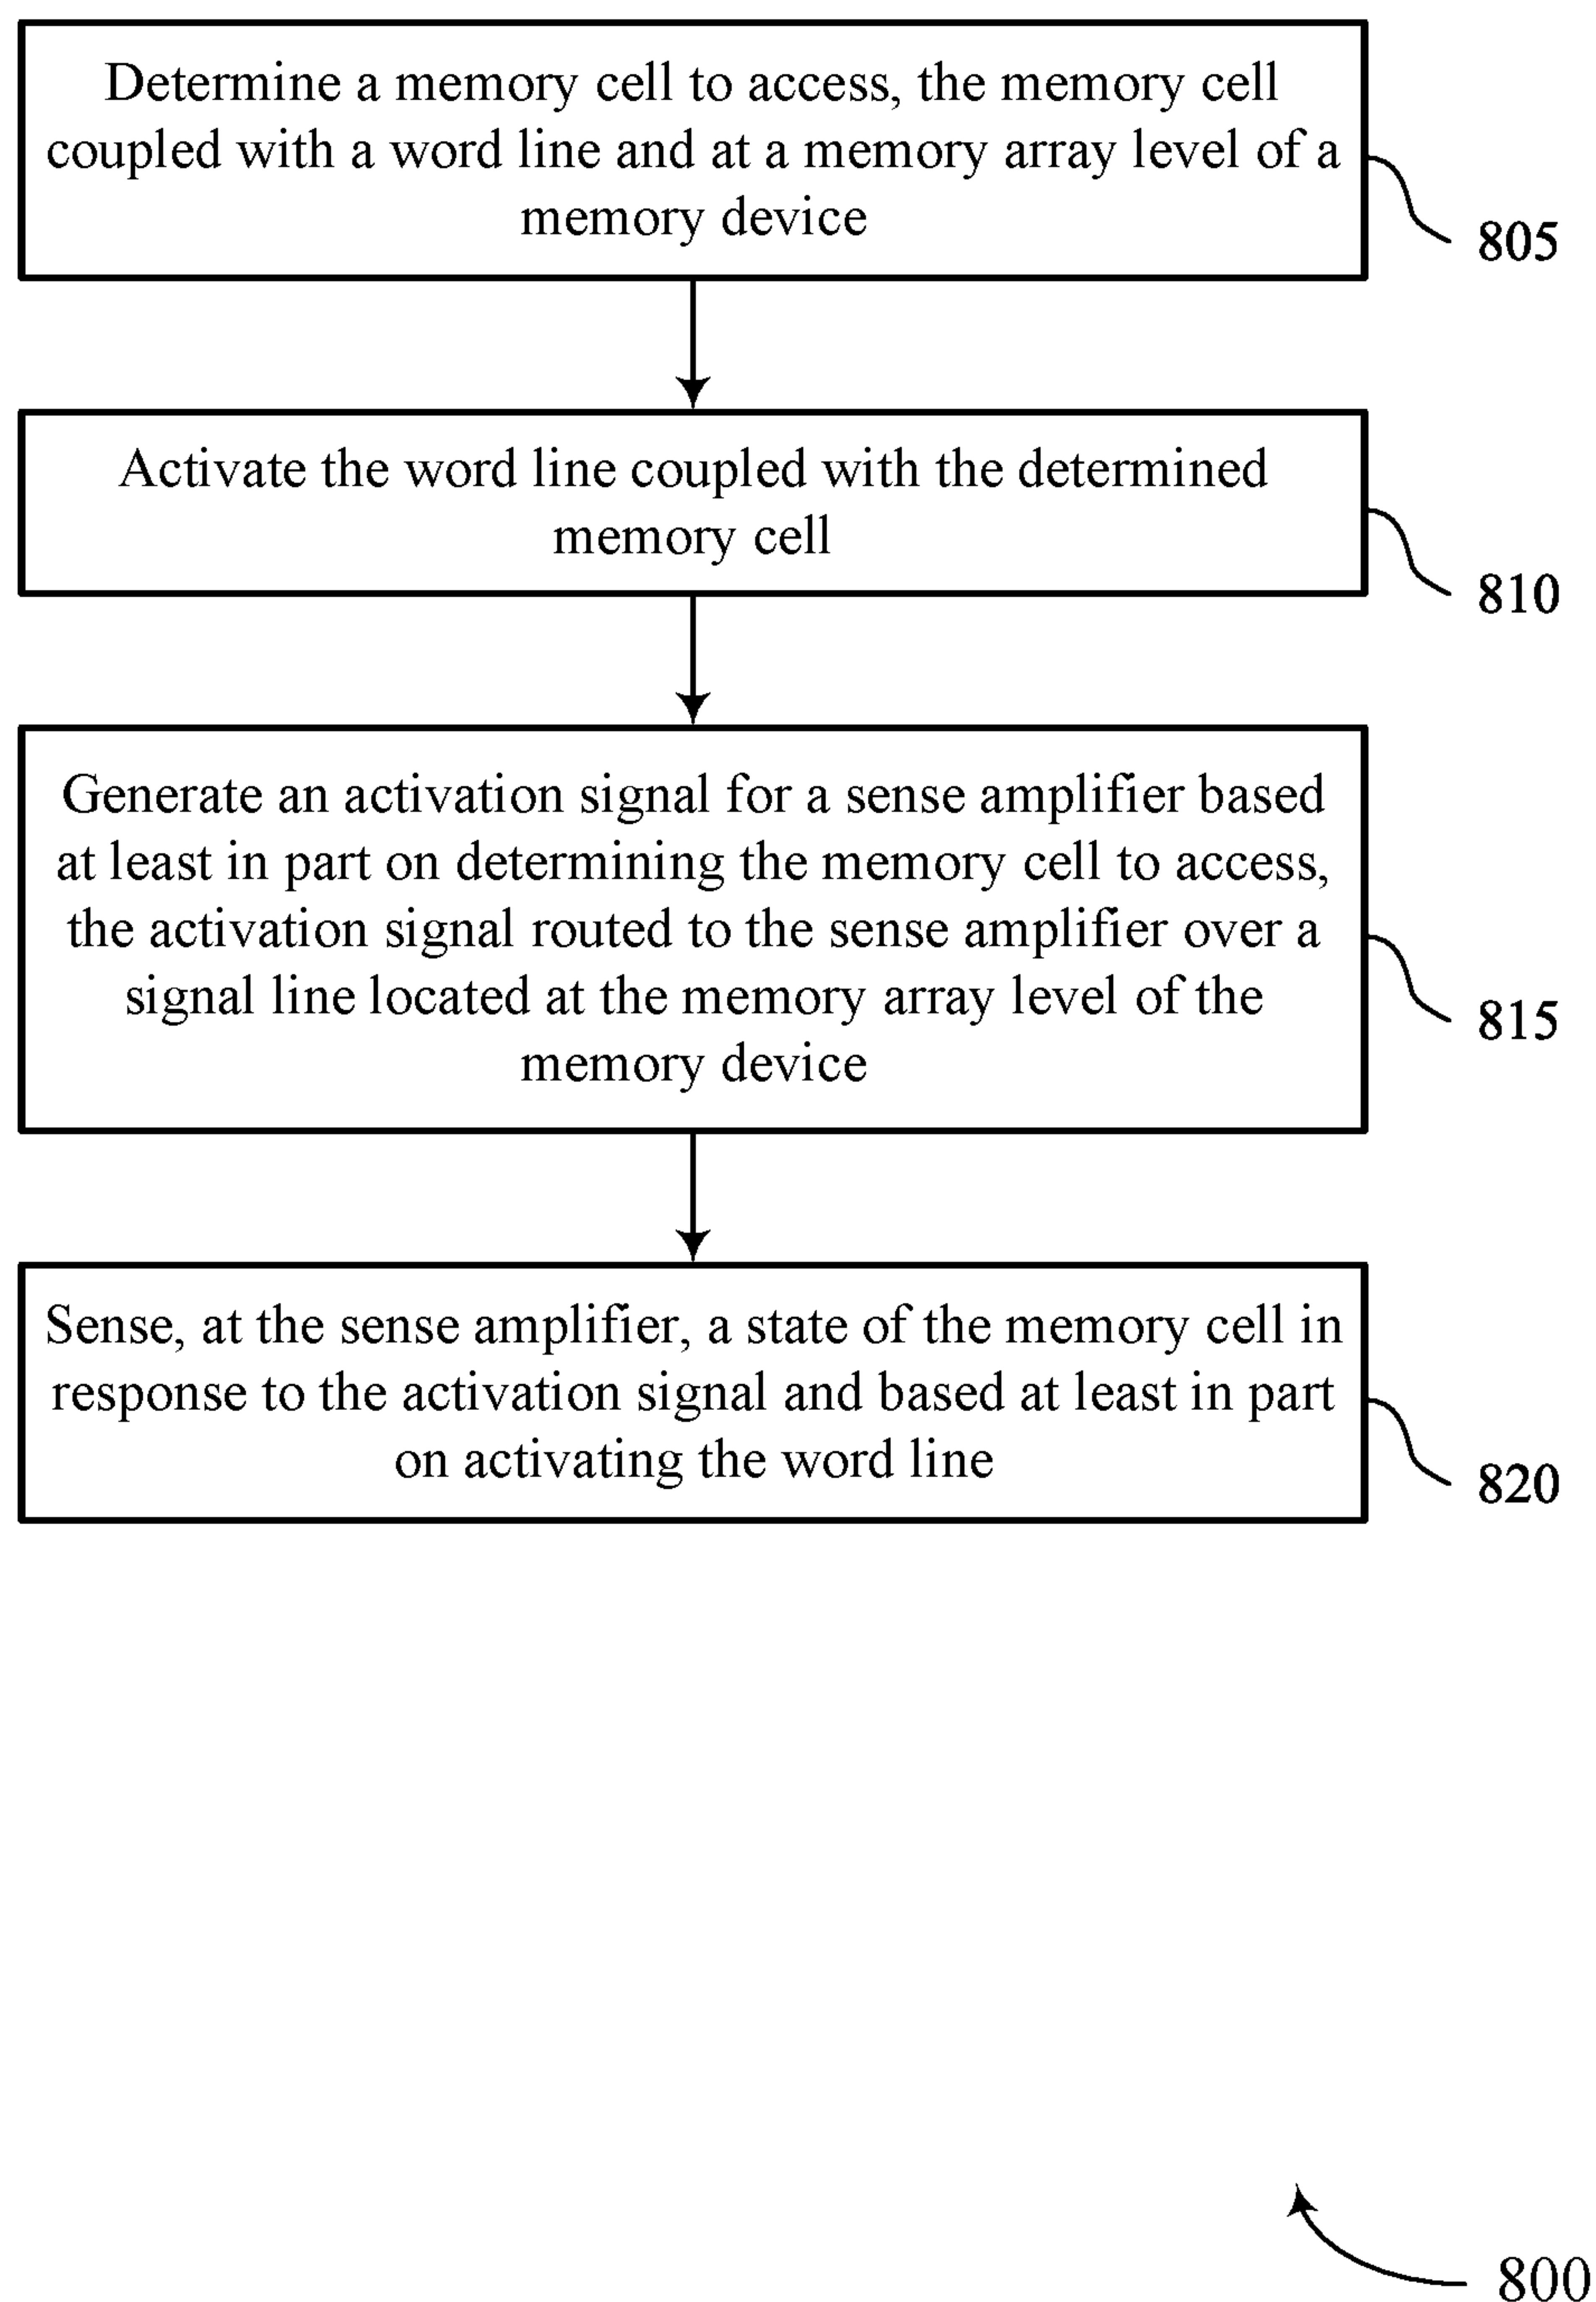 Determine a memory cell to access, the memory cell
coupled with a word line and at a memory array level of a
memory device
805
Activate the word line coupled with the determined
memory cell
810
Generate an activation signal for a sense amplifier based
at least in part on determining the memory cell to access,
the activation signal routed to the sense amplifier over a
signal line located at the memory array level of the
memory device
815
Sense, at the sense amplifier, a state of the memory cell in
response to the activation signal and based at least in part
on activating the word line
820
800